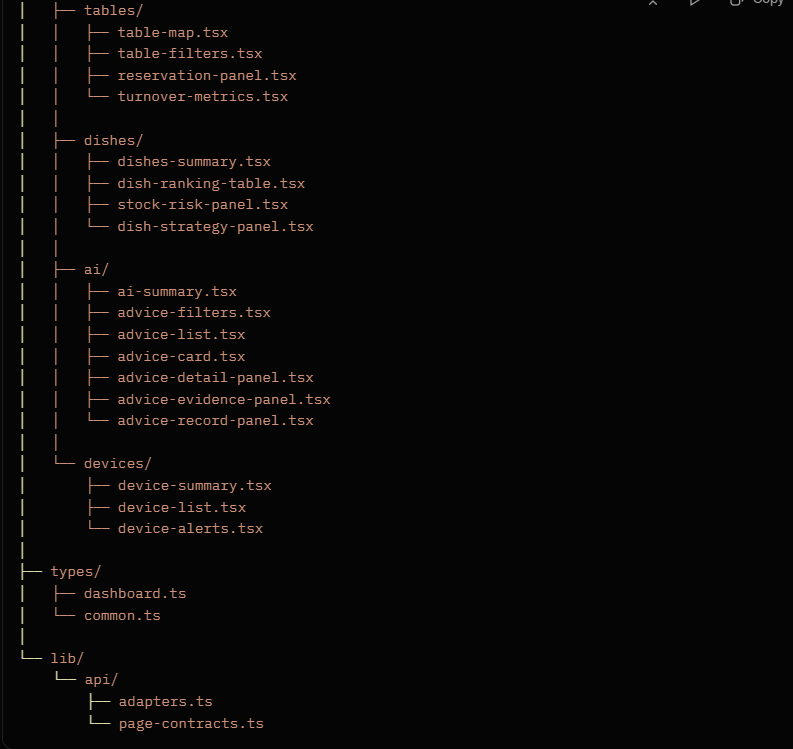 │   ├── tables/
│   │   ├── table-map.tsx
│   │   ├── table-filters.tsx
│   │   ├── reservation-panel.tsx
│   │   └── turnover-metrics.tsx
│   │
│   ├── dishes/
│   │   ├── dishes-summary.tsx
│   │   ├── dish-ranking-table.tsx
│   │   ├── stock-risk-panel.tsx
│   │   └── dish-strategy-panel.tsx
│   │
│   ├── ai/
│   │   ├── ai-summary.tsx
│   │   ├── advice-filters.tsx
│   │   ├── advice-list.tsx
│   │   ├── advice-card.tsx
│   │   ├── advice-detail-panel.tsx
│   │   ├── advice-evidence-panel.tsx
│   │   └── advice-record-panel.tsx
│   │
│   └── devices/
│       ├── device-summary.tsx
│       ├── device-list.tsx
│       └── device-alerts.tsx
│
├── types/
│   ├── dashboard.ts
│   └── common.ts
│
└── lib/
    └── api/
        ├── adapters.ts
        └── page-contracts.ts